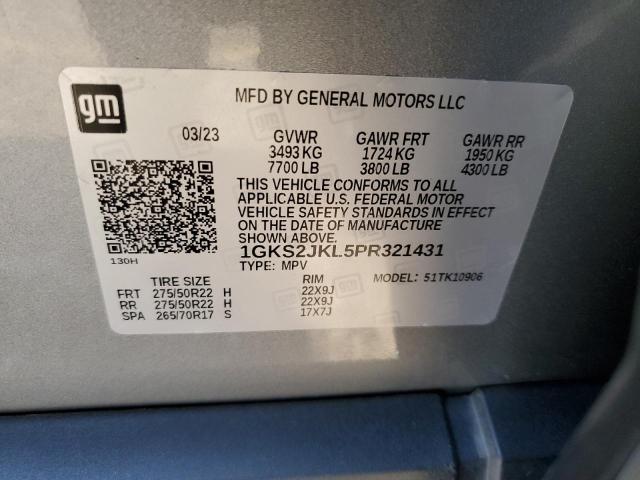 gm
MFD BY GENERAL MOTORS LLC
03/23 GVWR GAWR FRT GAWR RR
3493 KG 1724 KG 1950 KG
7700 LB 3800 LB 4300 LB
THIS VEHICLE CONFORMS TO ALL
APPLICABLE U.S. FEDERAL MOTOR
VEHICLE SAFETY STANDARDS IN EFFECT
ON THE DATE OF MANUFACTURE
SHOWN ABOVE.
1GKS2JKL5PR321431
130H
TYPE: MPV MODEL: 51TK10906
TIRE SIZE RIM
FRT 275/50R22 H 22X9J
RR 275/50R22 H 22X9J
SPA 265/70R17 S 17X7J